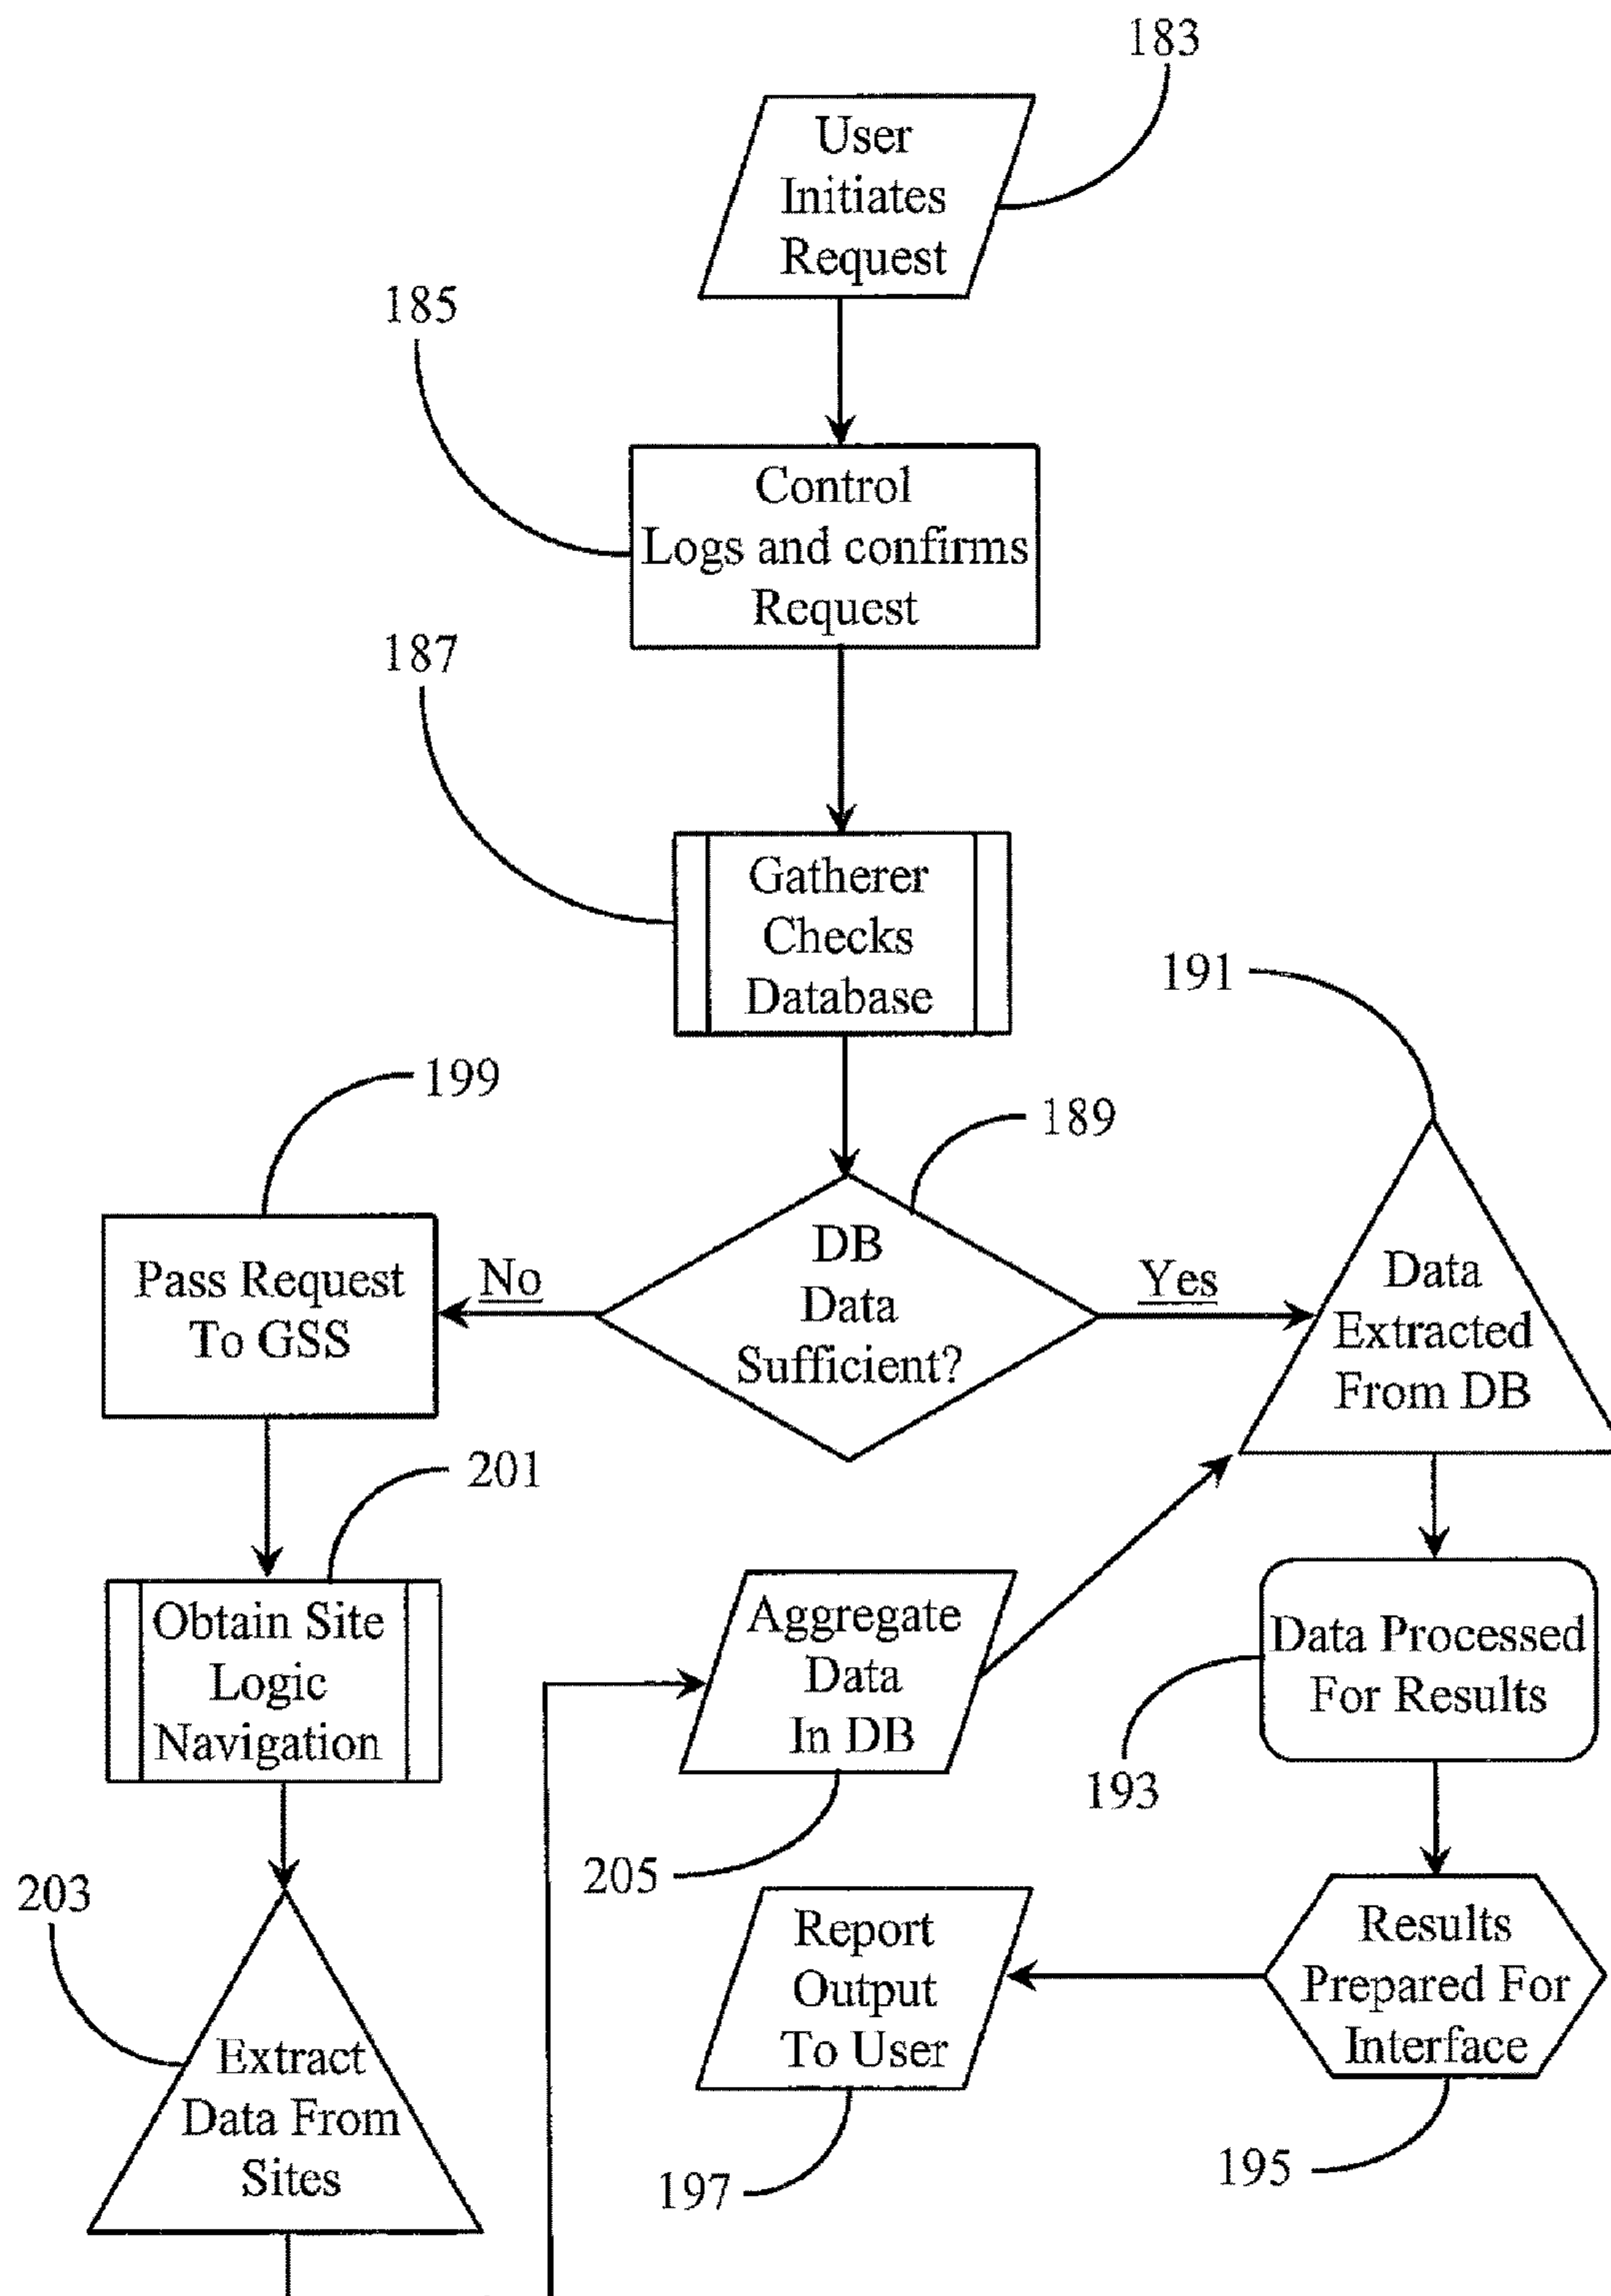 183
User
Initiates
Request
185
Control
Logs and confirms
Request
187
Gatherer
Checks
Database
191
199
189
Pass Request
To GSS
No
DB
Data
Sufficient?
Yes
Data
Extracted
From DB
201
Obtain Site
Logic
Navigation
Aggregate
Data
In DB
Data Processed
For Results
193
205
203
Extract
Data From
Sites
Report
Output
To User
Results
Prepared For
Interface
197
195